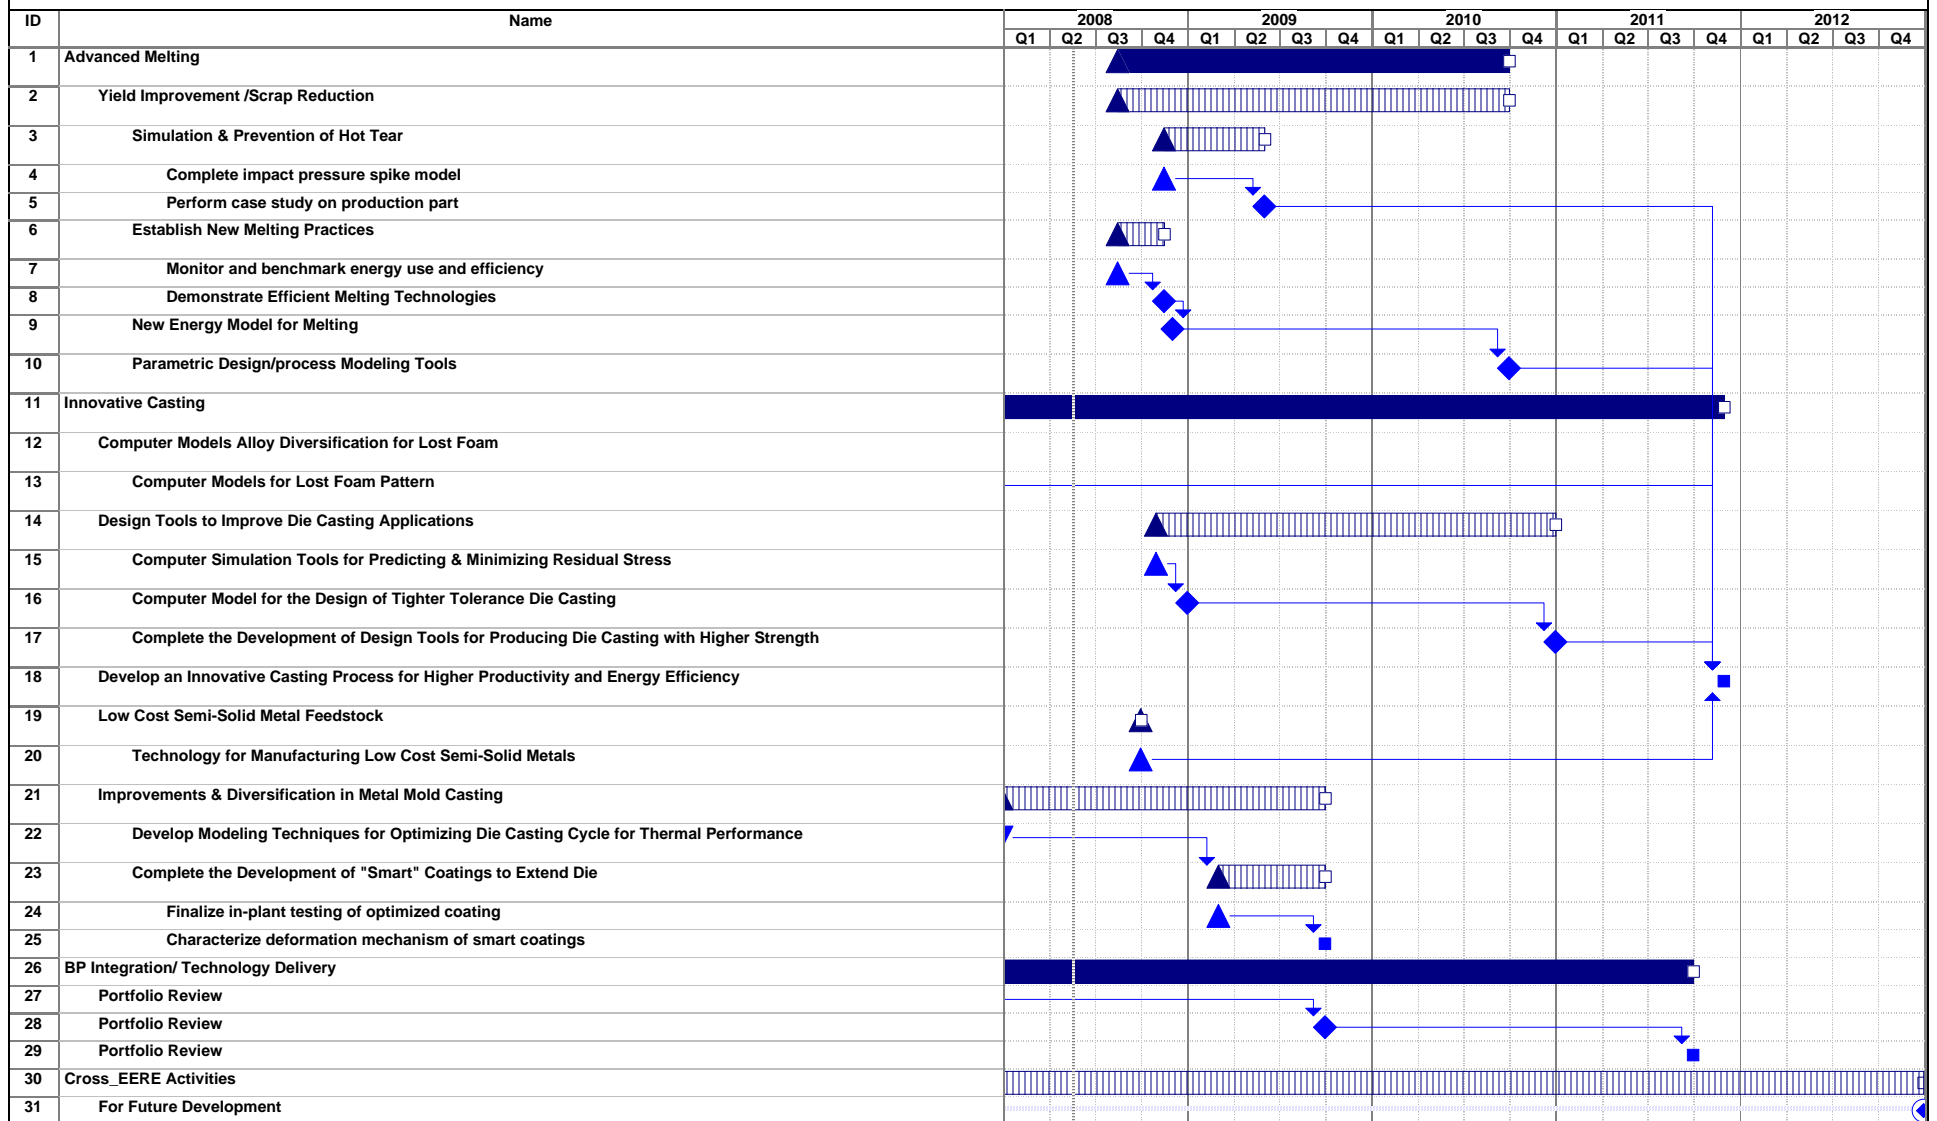 ID Name 2008 2009 2010 2011 2012
Q1 Q2 Q3 Q4 Q1 Q2 Q3 Q4 Q1 Q2 Q3 Q4 Q1 Q2 Q3 Q4 Q1 Q2 Q3 Q4
1 Advanced Melting
2 Yield Improvement /Scrap Reduction
3 Simulation & Prevention of Hot Tear
4 Complete impact pressure spike model
5 Perform case study on production part
6 Establish New Melting Practices
7 Monitor and benchmark energy use and efficiency
8 Demonstrate Efficient Melting Technologies
9 New Energy Model for Melting
10 Parametric Design/process Modeling Tools
11 Innovative Casting
12 Computer Models Alloy Diversification for Lost Foam
13 Computer Models for Lost Foam Pattern
14 Design Tools to Improve Die Casting Applications
15 Computer Simulation Tools for Predicting & Minimizing Residual Stress
16 Computer Model for the Design of Tighter Tolerance Die Casting
17 Complete the Development of Design Tools for Producing Die Casting with Higher Strength
18 Develop an Innovative Casting Process for Higher Productivity and Energy Efficiency
19 Low Cost Semi-Solid Metal Feedstock
20 Technology for Manufacturing Low Cost Semi-Solid Metals
21 Improvements & Diversification in Metal Mold Casting
22 Develop Modeling Techniques for Optimizing Die Casting Cycle for Thermal Performance
23 Complete the Development of "Smart" Coatings to Extend Die
24 Finalize in-plant testing of optimized coating
25 Characterize deformation mechanism of smart coatings
26 BP Integration/ Technology Delivery
27 Portfolio Review
28 Portfolio Review
29 Portfolio Review
30 Cross_EERE Activities
31 For Future Development